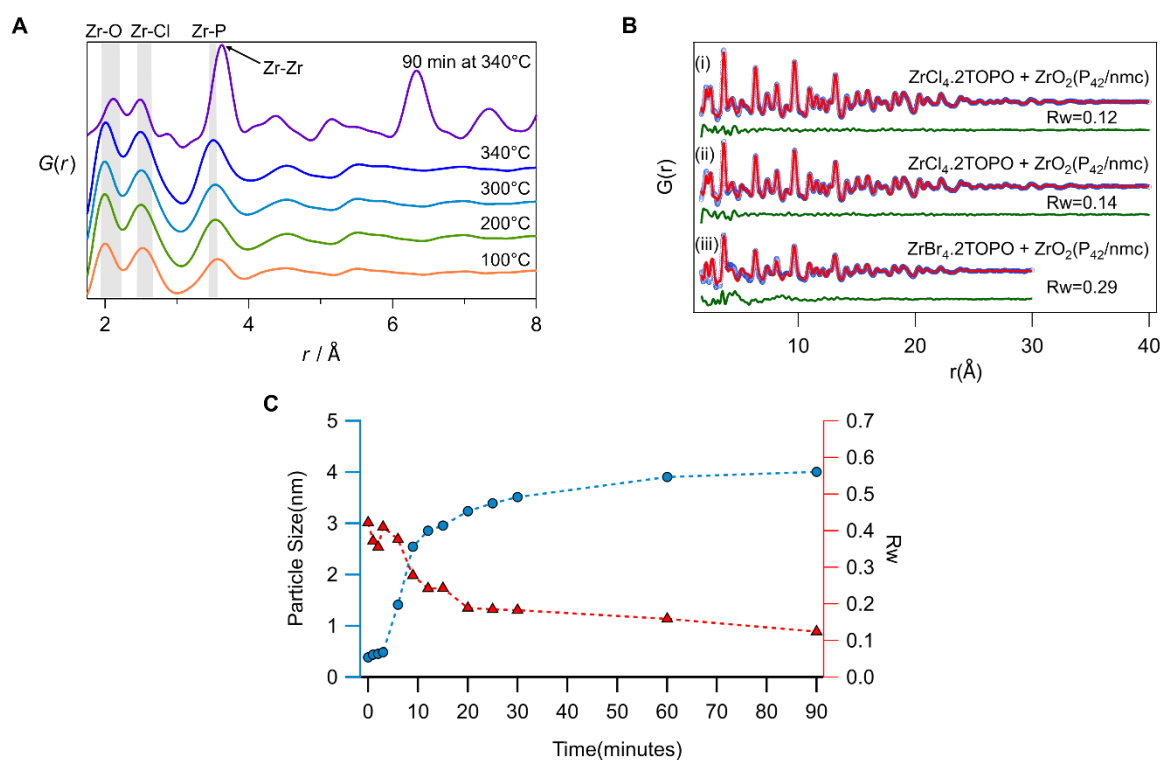 A
Zr-O Zr-Cl Zr-P
Zr-Zr
90 min at 340°C
340°C
300°C
200°C
100°C
G(r)
2 4 6 8
r / Å
B
(i)
ZrCl₄.2TOPO + ZrO₂(P₄₂/nmc)
Rw=0.12
(ii)
ZrCl₄.2TOPO + ZrO₂(P₄₂/nmc)
Rw=0.14
(iii)
ZrBr₄.2TOPO + ZrO₂(P₄₂/nmc)
Rw=0.29
G(r)
10 20 30 40
r(Å)
C
5
4
3
2
1
0
Particle Size(nm)
0.7
0.6
0.5
0.4
0.3
0.2
0.1
0.0
Rw
0 10 20 30 40 50 60 70 80 90
Time(minutes)